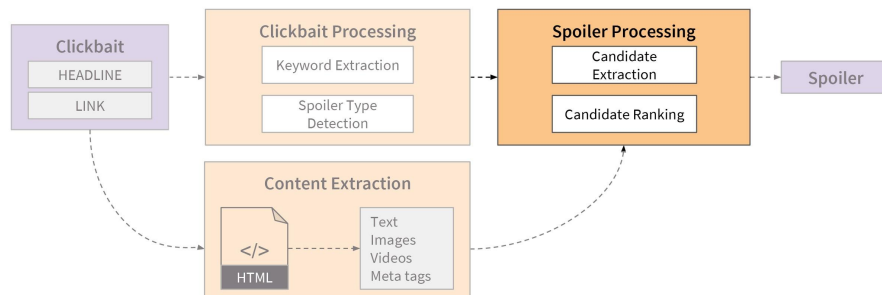 Clickbait
HEADLINE
LINK
Clickbait Processing
Keyword Extraction
Spoiler Type
Detection
Content Extraction
</>
HTML
Text
Images
Videos
Meta tags
Spoiler Processing
Candidate
Extraction
Candidate Ranking
Spoiler